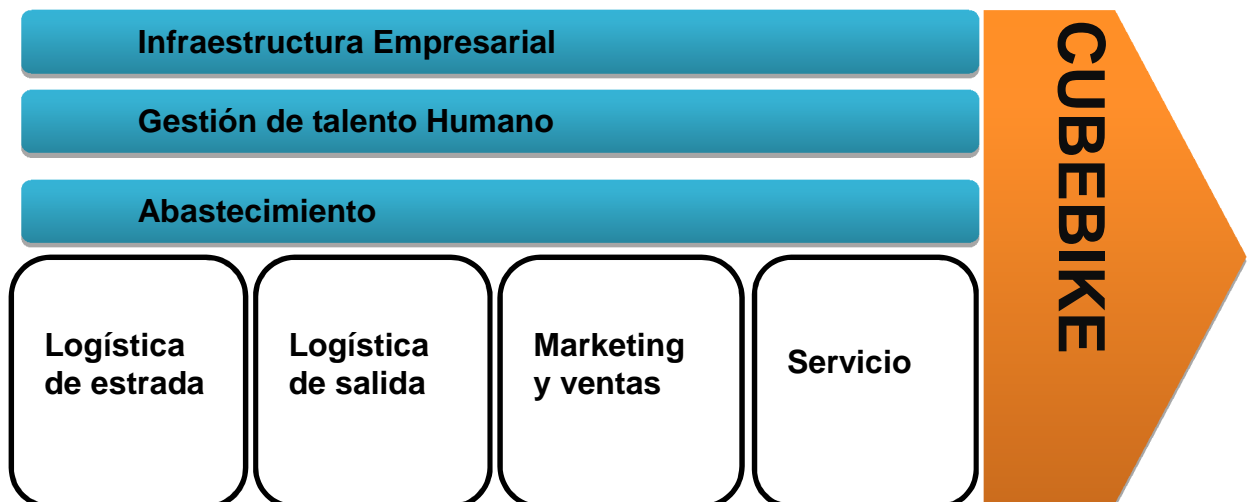 Infraestructura Empresarial
Gestión de talento Humano
Abastecimiento
Logística
de estrada
Logística
de salida
Marketing
y ventas
Servicio
CUBEBIKE